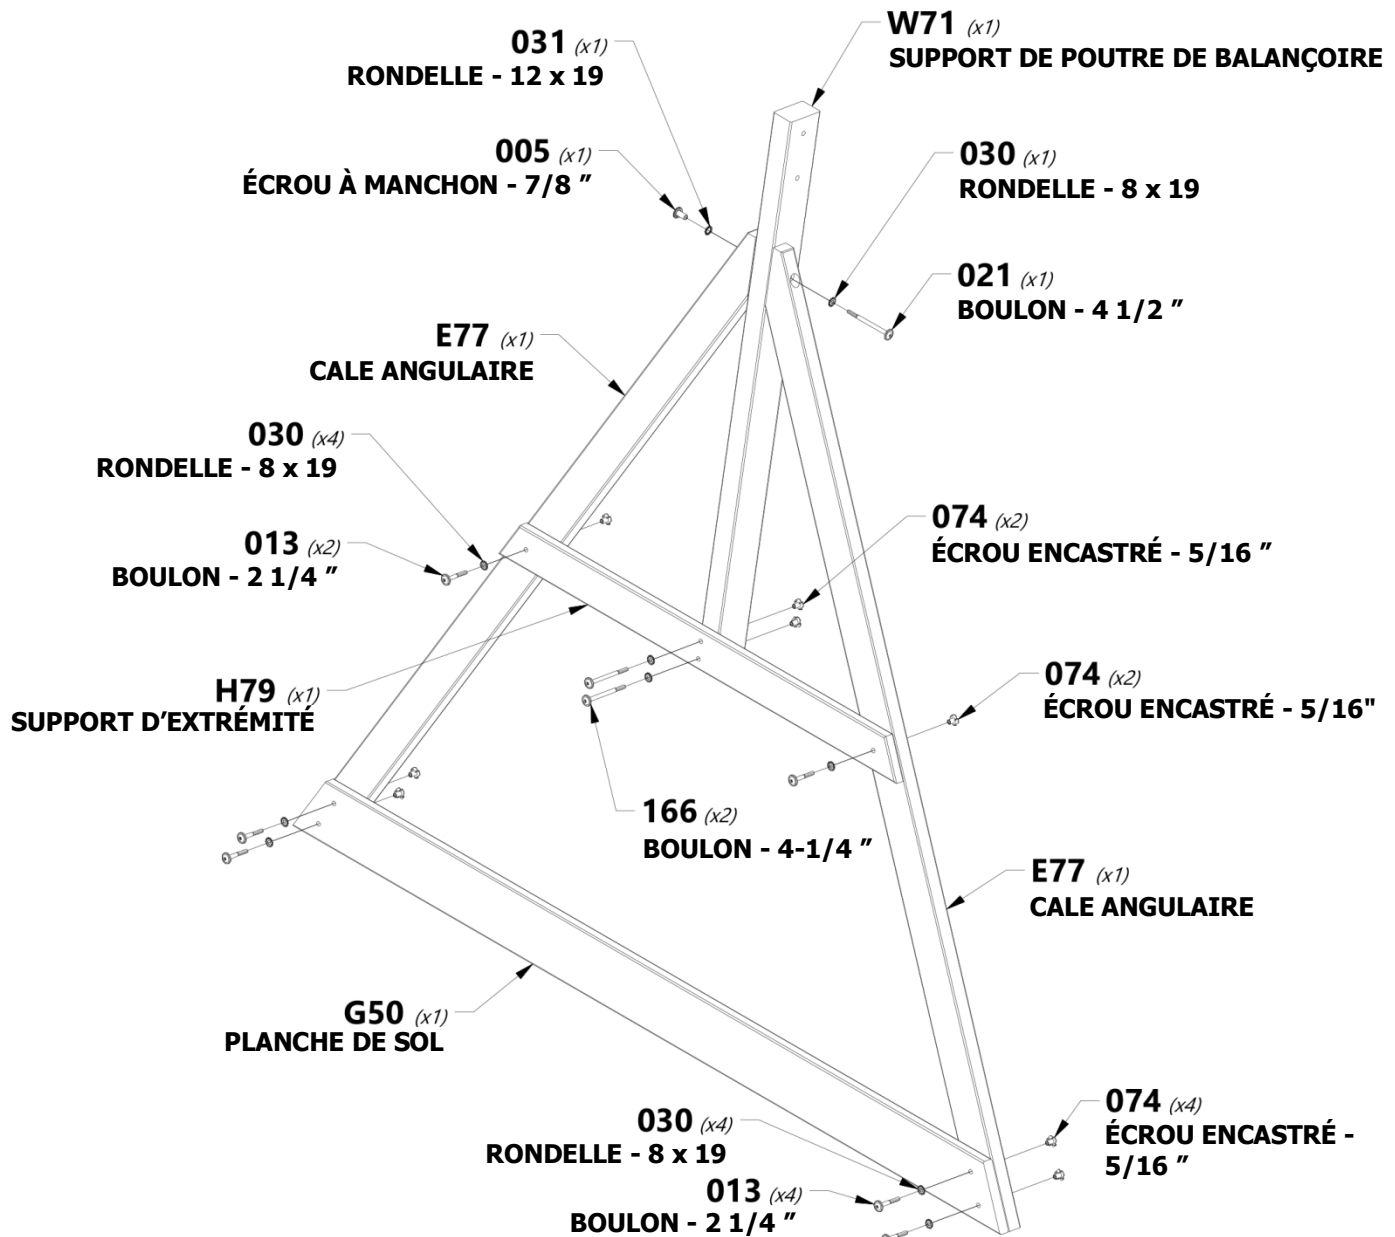 W71 (x1)
SUPPORT DE POUTRE DE BALANÇOIRE
031 (x1)
RONDELLE - 12 x 19
005 (x1)
ÉCROU À MANCHON - 7/8 ”
030 (x1)
RONDELLE - 8 x 19
021 (x1)
BOULON - 4 1/2 ”
E77 (x1)
CALE ANGULAIRE
030 (x4)
RONDELLE - 8 x 19
013 (x2)
BOULON - 2 1/4 ”
074 (x2)
ÉCROU ENCASTRÉ - 5/16 ”
H79 (x1)
SUPPORT D’EXTRÉMITÉ
074 (x2)
ÉCROU ENCASTRÉ - 5/16"
166 (x2)
BOULON - 4-1/4 ”
E77 (x1)
CALE ANGULAIRE
G50 (x1)
PLANCHE DE SOL
030 (x4)
RONDELLE - 8 x 19
074 (x4)
ÉCROU ENCASTRÉ -
5/16 ”
013 (x4)
BOULON - 2 1/4 ”